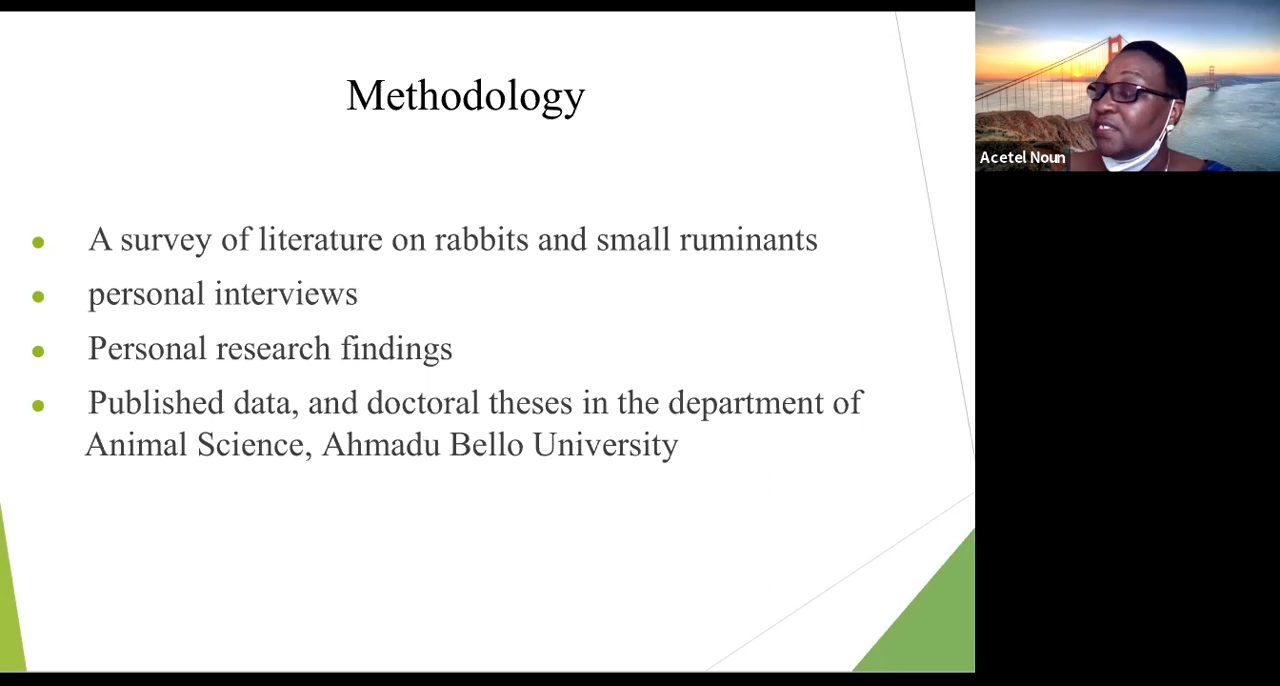 Methodology
A survey of literature on rabbits and small ruminants
personal interviews
Personal research findings
Published data, and doctoral theses in the department of
Animal Science, Ahmadu Bello University
Acetel Noun